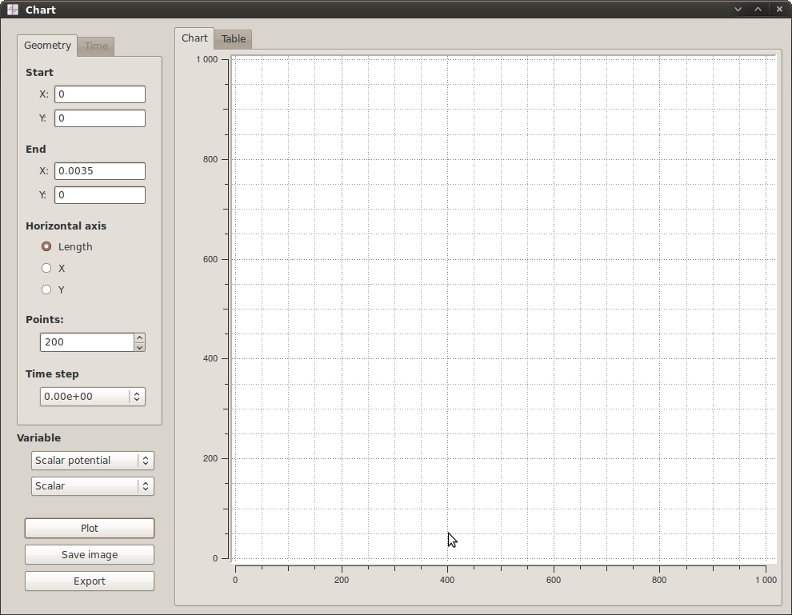 Chart
Geometry
Time
Start
X: 0
Y: 0
End
X: 0.0035
Y: 0
Horizontal axis
Length
X
Y
Points:
200
Time step
0.00e+00
Variable
Scalar potential
Scalar
Plot
Save image
Export
Chart
Table
1 000
800
600
400
200
0
0 200 400 600 800 1 000